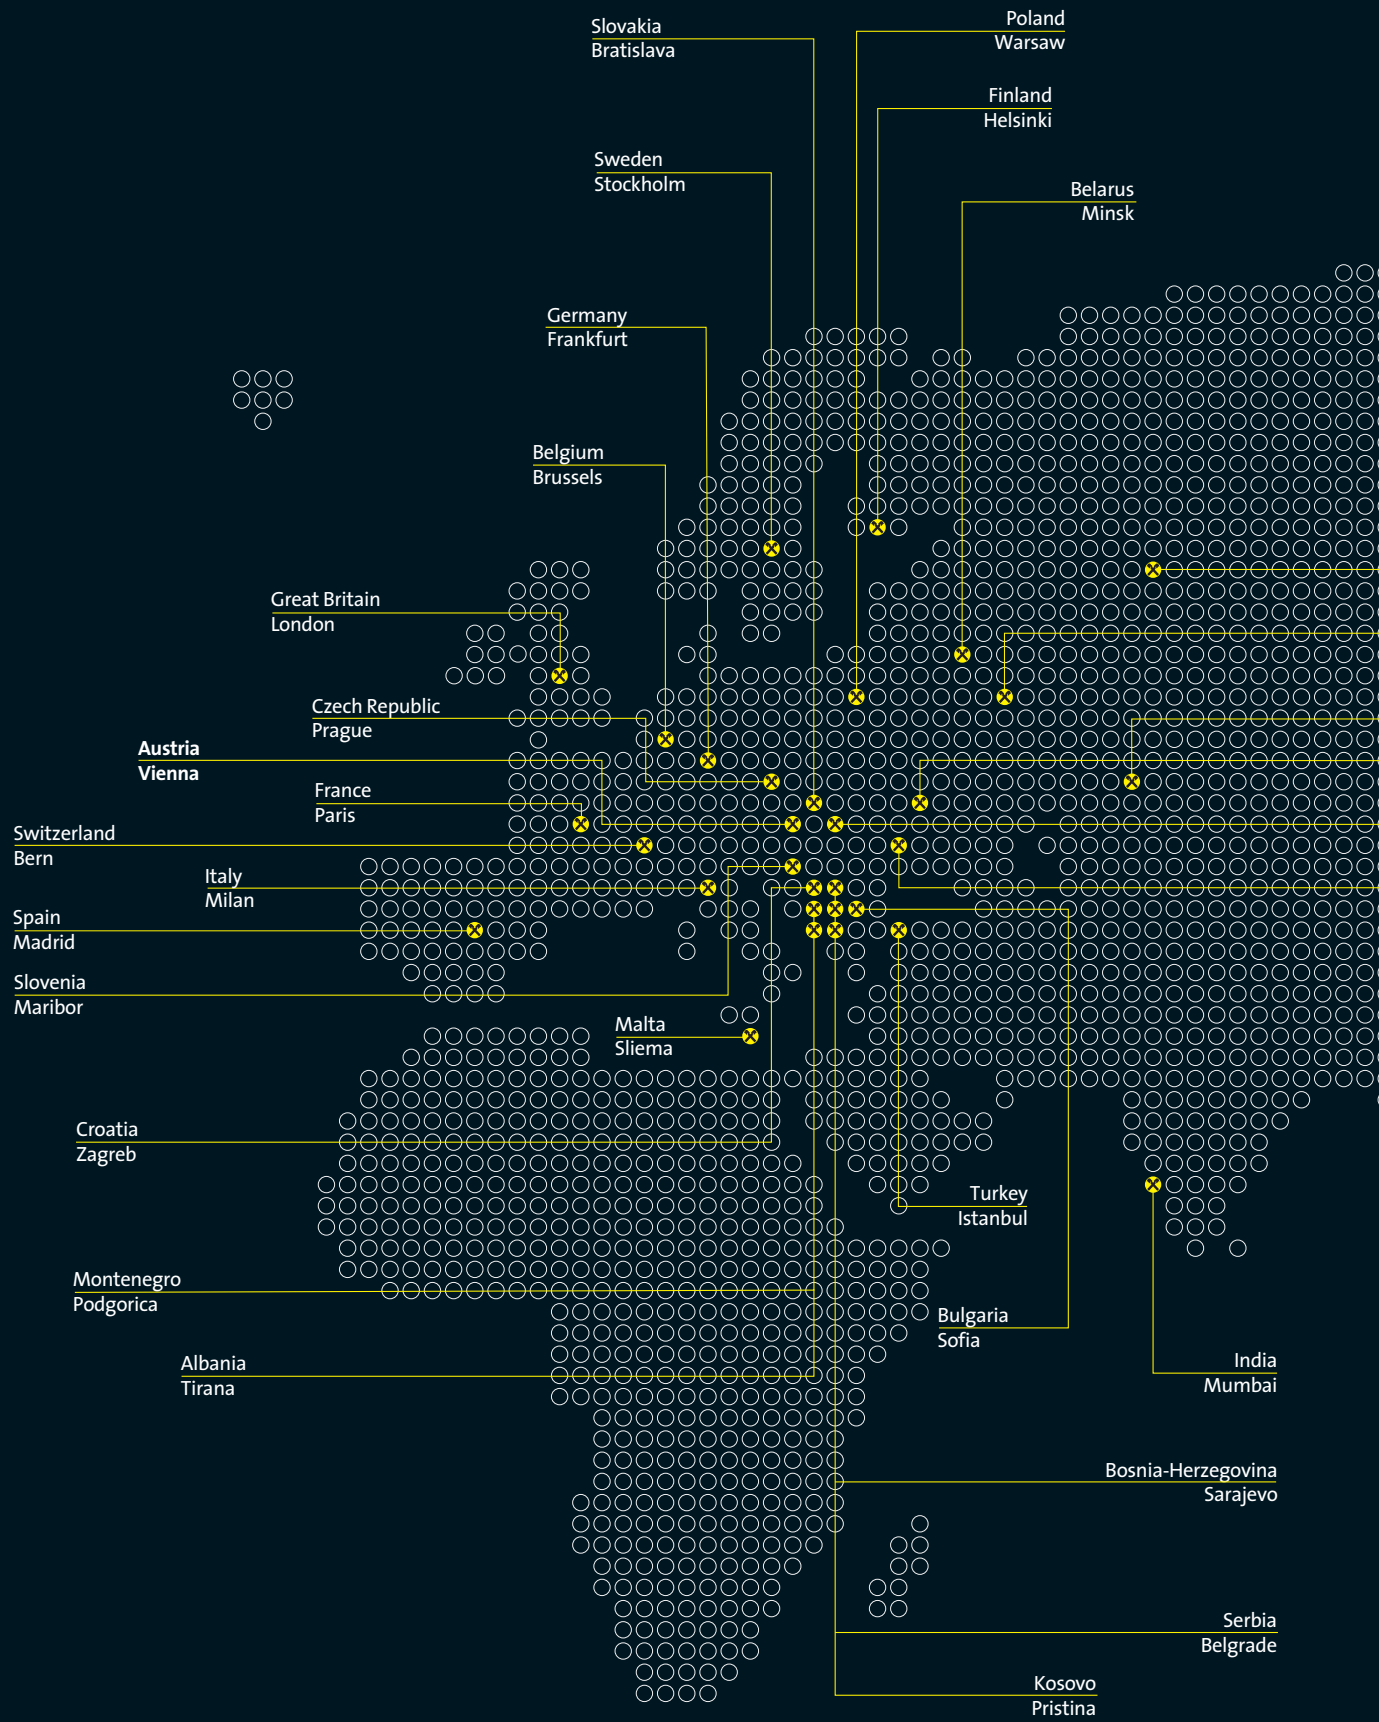 Slovakia
Bratislava
Poland
Warsaw
Finland
Helsinki
Sweden
Stockholm
Belarus
Minsk
Germany
Frankfurt
Belgium
Brussels
Great Britain
London
Czech Republic
Prague
Austria
Vienna
France
Paris
Switzerland
Bern
Italy
Milan
Spain
Madrid
Slovenia
Maribor
Malta
Sliema
Croatia
Zagreb
Turkey
Istanbul
Montenegro
Podgorica
Bulgaria
Sofia
Albania
Tirana
India
Mumbai
Bosnia-Herzegovina
Sarajevo
Serbia
Belgrade
Kosovo
Pristina